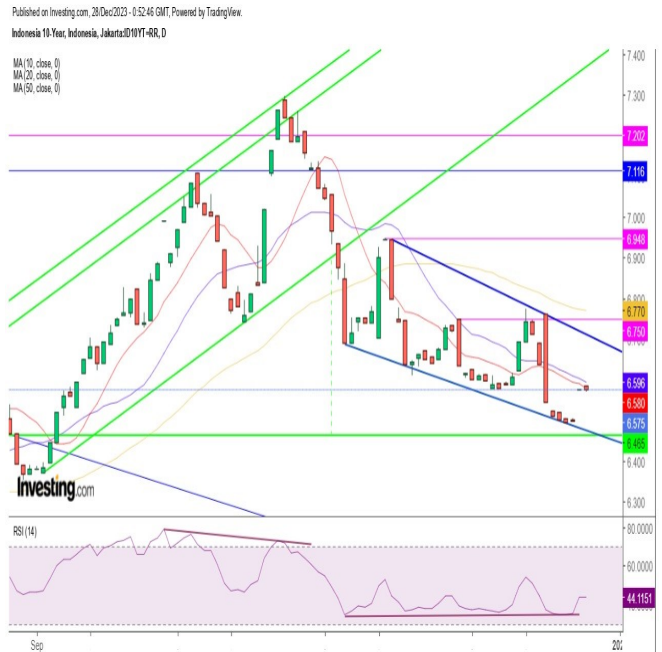 Published on Investing.com, 28/Dec/2023 - 0:52:46 GMT, Powered by TradingView.
Indonesia 10-Year, Indonesia, Jakarta:ID10YT=RR, D
MA (10, close, 0)
MA (20, close, 0)
MA (50, close, 0)
7.400
7.300
7.202
7.116
7.000
6.948
6.900
6.770
6.750
6.596
6.580
6.575
6.465
6.400
6.300
Investing.com
RSI (14)
80.0000
60.0000
44.1151
Sep